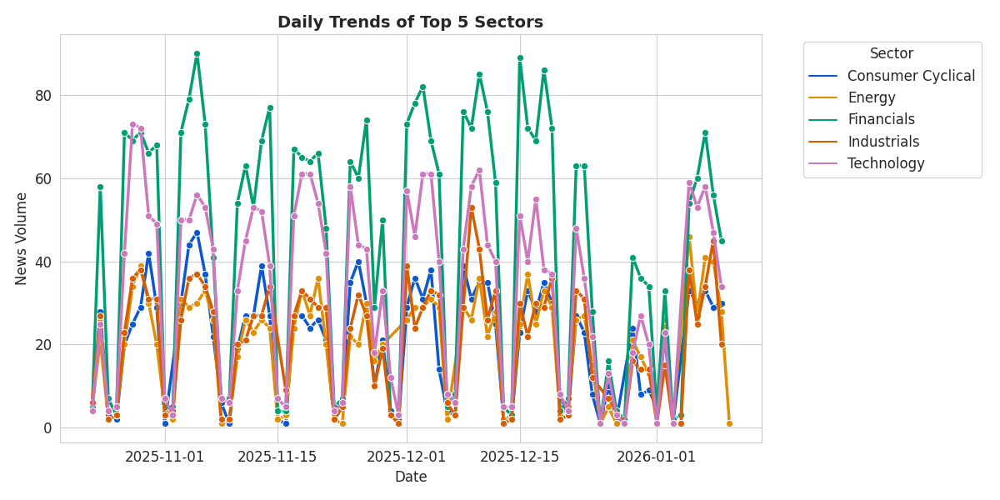 Daily Trends of Top 5 Sectors
News Volume
80
60
40
20
0
2025-11-01
2025-11-15
2025-12-01
2025-12-15
2026-01-01
Date
Sector
Consumer Cyclical
Energy
Financials
Industrials
Technology